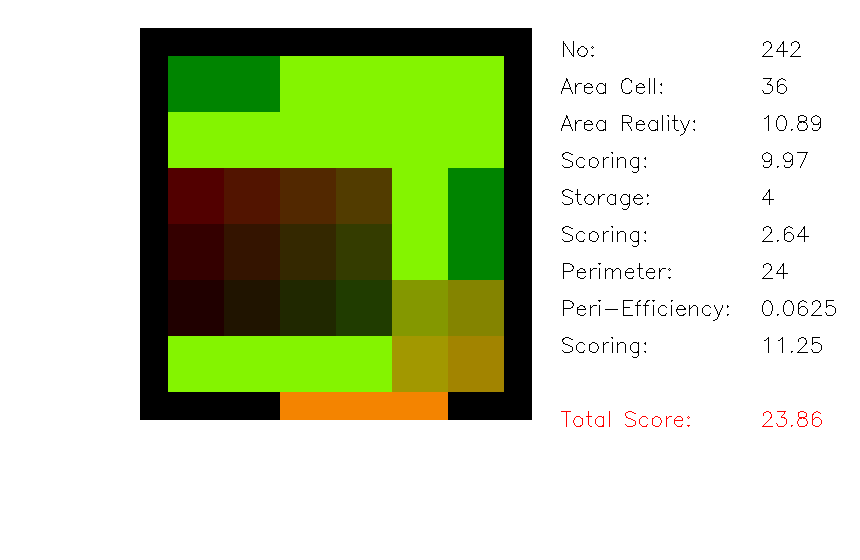 No: 242
Area Cell: 36
Area Reality: 10.89
Scoring: 9.97
Storage: 4
Scoring: 2.64
Perimeter: 24
Peri-Efficiency: 0.0625
Scoring: 11.25
Total Score: 23.86